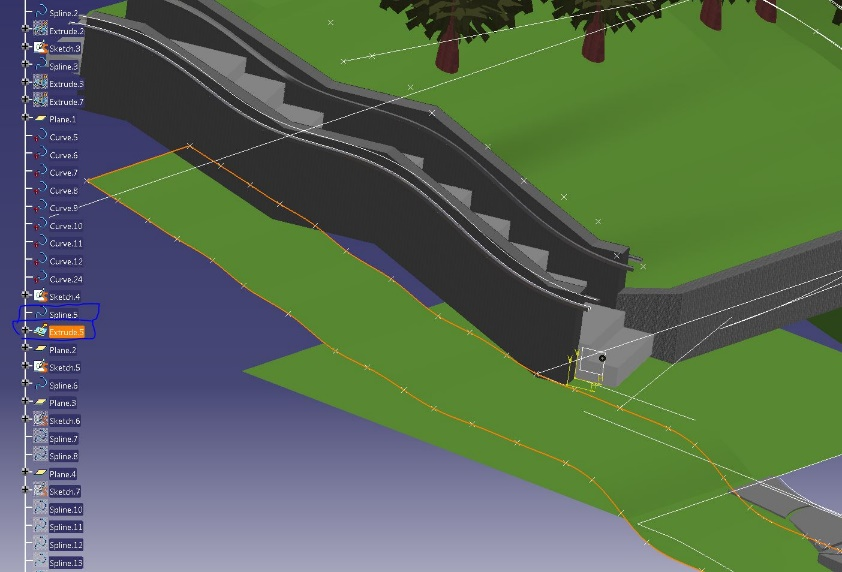 Spline.2
Extrude.2
Sketch.3
Spline.3
Extrude.3
Extrude.7
Plane.1
Curve.5
Curve.6
Curve.7
Curve.8
Curve.9
Curve.10
Curve.11
Curve.12
Curve.24
Sketch.4
Spline.5
Extrude.5
Plane.2
Sketch.5
Spline.6
Plane.3
Sketch.6
Spline.7
Spline.8
Plane.4
Sketch.7
Spline.10
Spline.11
Spline.12
Spline.13